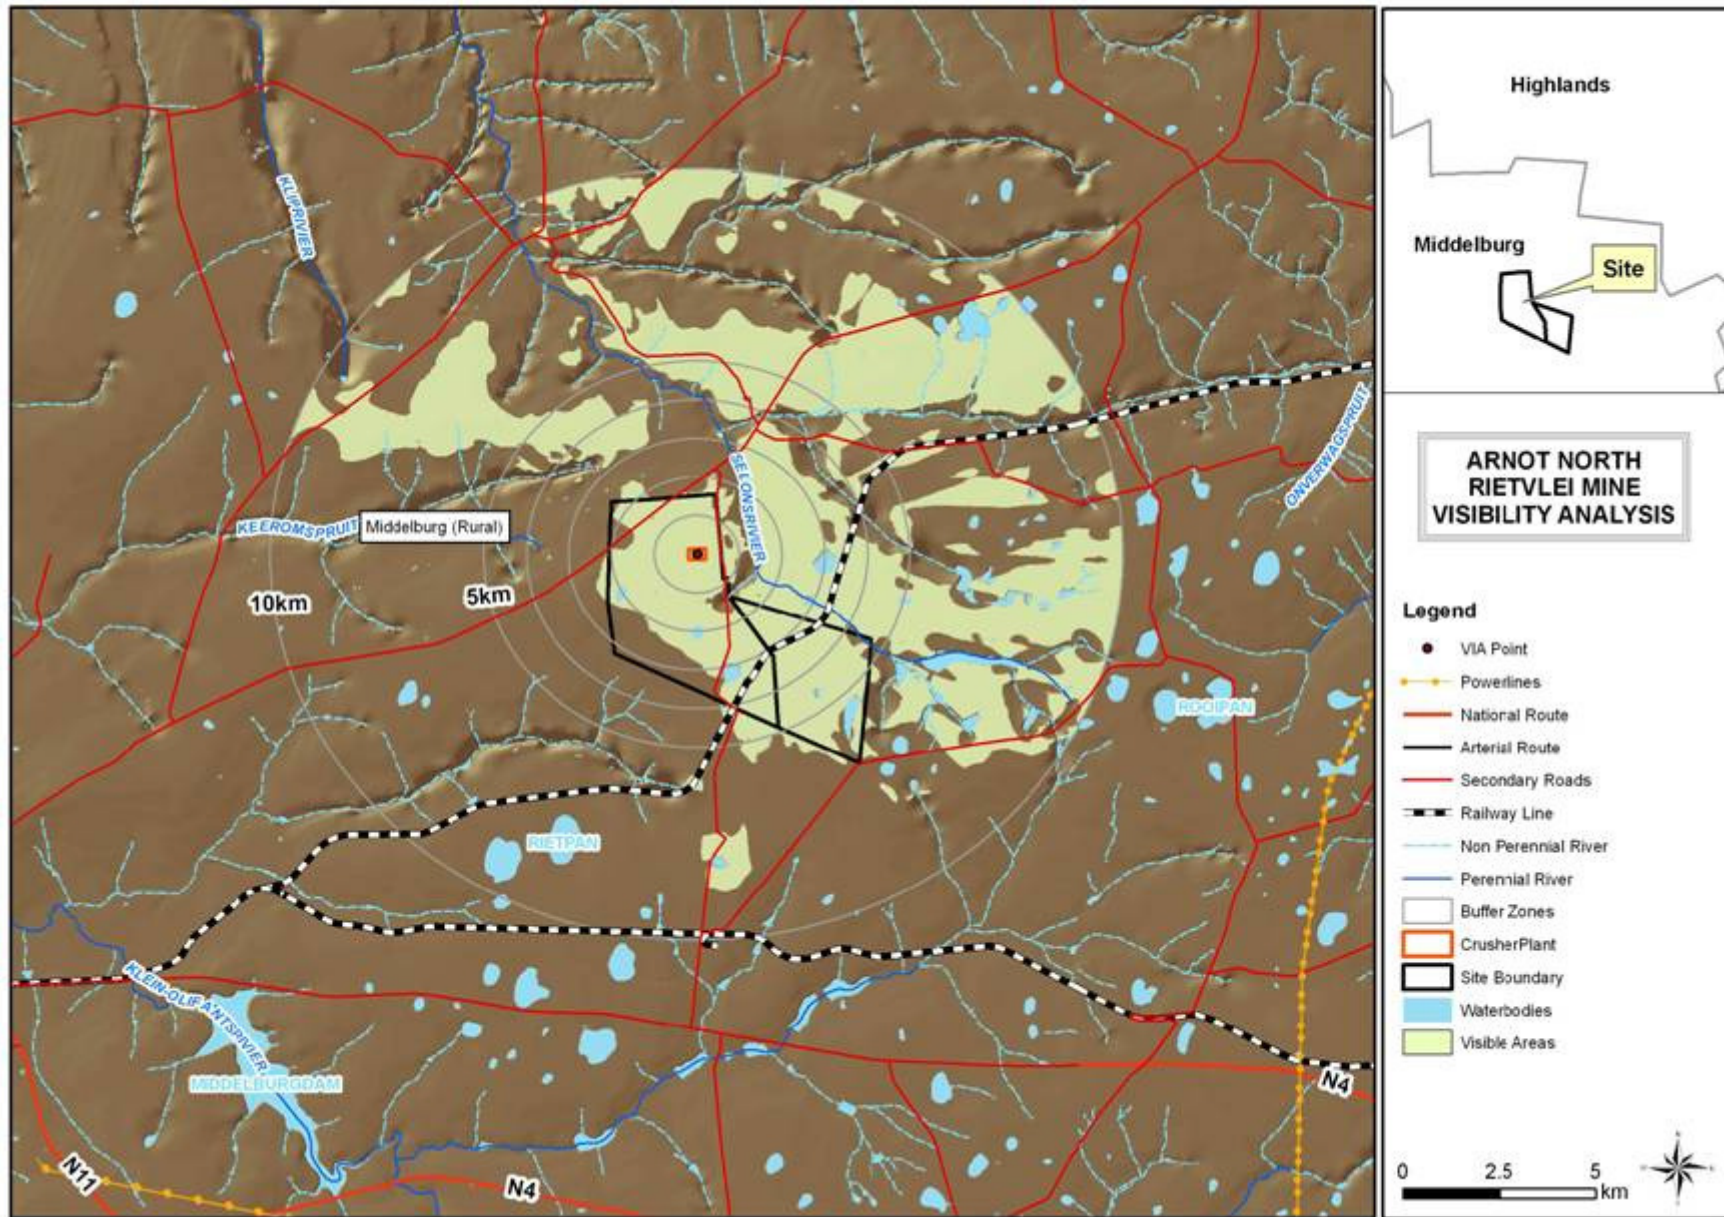 Highlands
Middelburg
Site
ARNOT NORTH
RIETVLEI MINE
VISIBILITY ANALYSIS
Legend
VIA Point
Powerlines
National Route
Arterial Route
Secondary Roads
Railway Line
Non Perennial River
Perennial River
Buffer Zones
CrusherPlant
Site Boundary
Waterbodies
Visible Areas
0 2.5 5
km
KLIPRIVIER
SELONSRIVIER
ONVERWAGSPRUIT
KEEROMSPRUIT
Middelburg (Rural)
10km
5km
ROOIPAN
RIETPAN
KLEIN-OLIFANTSRIVIER
MIDDELBURGDAM
N4
N11
N4